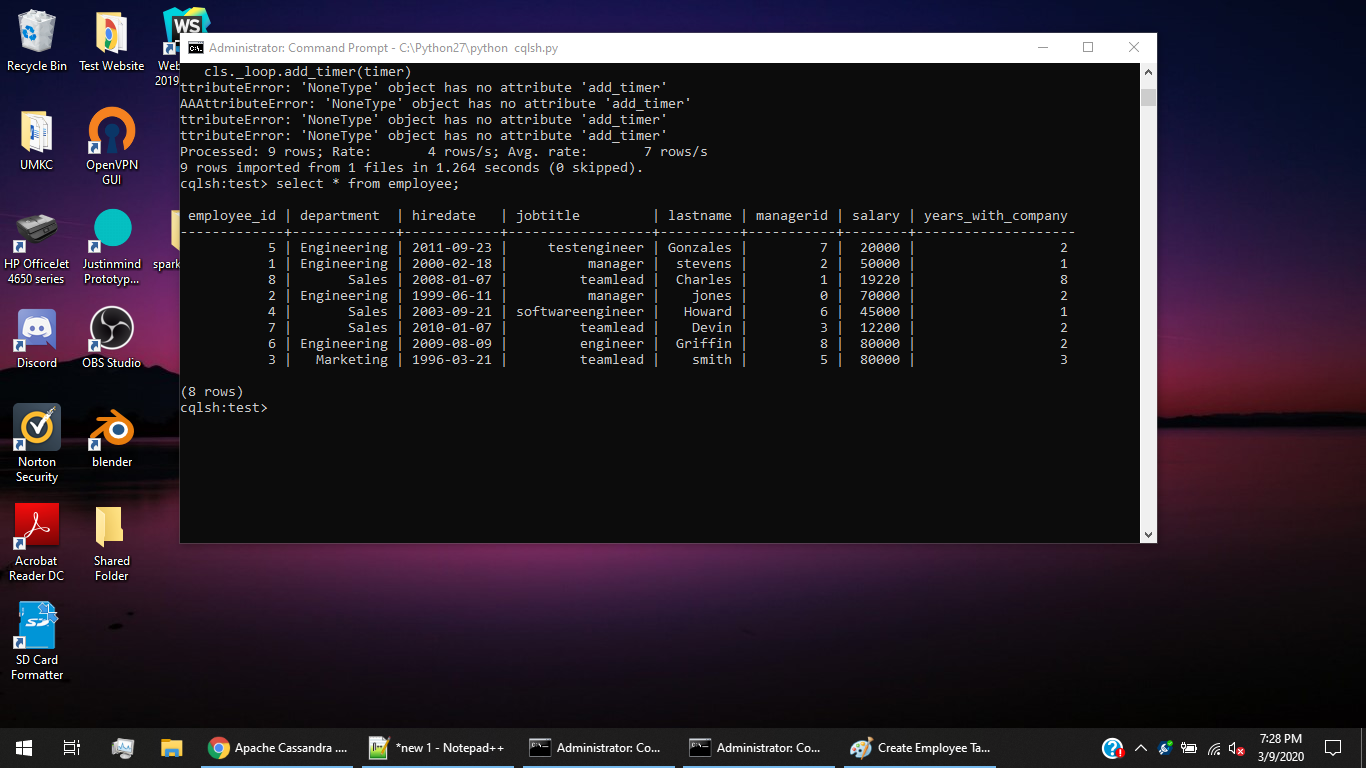 Recycle Bin
Test Website
WS
Web
2019
UMKC
OpenVPN
GUI
HP OfficeJet
4650 series
Justinmind
Prototyp...
spark
Discord
OBS Studio
Norton
Security
blender
Acrobat
Reader DC
Shared
Folder
SD
SD Card
Formatter
Administrator: Command Prompt - C:\Python27\python  cqlsh.py
   cls._loop.add_timer(timer)
ttributeError: 'NoneType' object has no attribute 'add_timer'
AAAttributeError: 'NoneType' object has no attribute 'add_timer'
ttributeError: 'NoneType' object has no attribute 'add_timer'
ttributeError: 'NoneType' object has no attribute 'add_timer'
Processed: 9 rows; Rate:       4 rows/s; Avg. rate:       7 rows/s
9 rows imported from 1 files in 1.264 seconds (0 skipped).
cqlsh:test> select * from employee;
 employee_id | department  | hiredate   | jobtitle         | lastname | managerid | salary | years_with_company
-------------+-------------+------------+------------------+----------+-----------+--------+--------------------
           5 | Engineering | 2011-09-23 |     testengineer | Gonzales |         7 |  20000 |                  2
           1 | Engineering | 2000-02-18 |          manager |  stevens |         2 |  50000 |                  1
           8 |       Sales | 2008-01-07 |         teamlead |  Charles |         1 |  19220 |                  8
           2 | Engineering | 1999-06-11 |          manager |    jones |         0 |  70000 |                  2
           4 |       Sales | 2003-09-21 | softwareengineer |   Howard |         6 |  45000 |                  1
           7 |       Sales | 2010-01-07 |         teamlead |    Devin |         3 |  12200 |                  2
           6 | Engineering | 2009-08-09 |         engineer |  Griffin |         8 |  80000 |                  2
           3 |   Marketing | 1996-03-21 |         teamlead |    smith |         5 |  80000 |                  3
(8 rows)
cqlsh:test>
Apache Cassandra ....
*new 1 - Notepad++
Administrator: Co...
Administrator: Co...
Create Employee Ta...
7:28 PM
3/9/2020